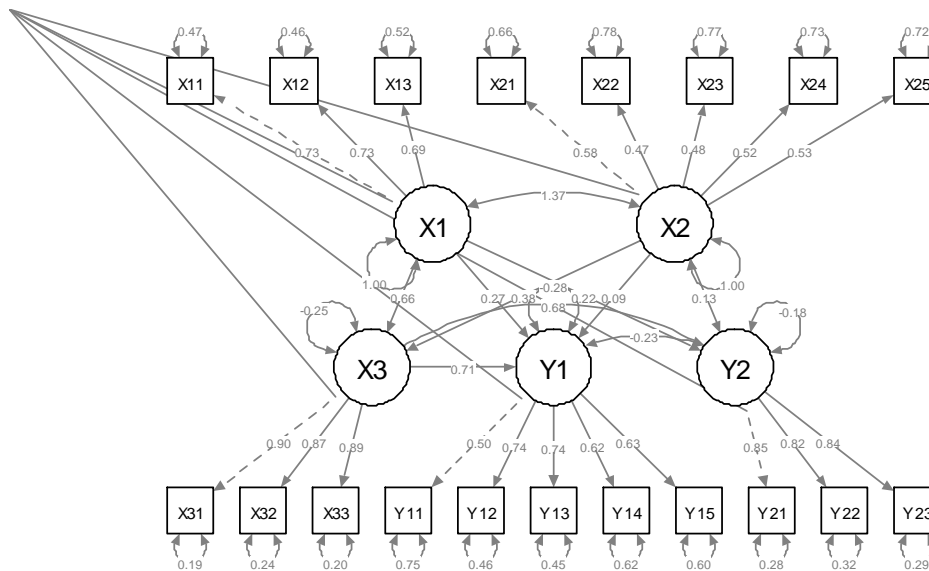 0.47 0.46 0.52 0.66 0.78 0.77 0.73 0.72
X11 X12 X13 X21 X22 X23 X24 X25
0.73 0.73 0.69 0.58 0.47 0.48 0.52 0.53
1.37
X1 X2
1.00 0.66 -0.28 0.13 1.00
-0.25 0.27 0.38 0.68 0.22 0.09 -0.18
-0.23
X3 Y1 Y2
0.71
0.90 0.87 0.89 0.50 0.74 0.74 0.62 0.63 0.85 0.82 0.84
X31 X32 X33 Y11 Y12 Y13 Y14 Y15 Y21 Y22 Y23
0.19 0.24 0.20 0.75 0.46 0.45 0.62 0.60 0.28 0.32 0.29